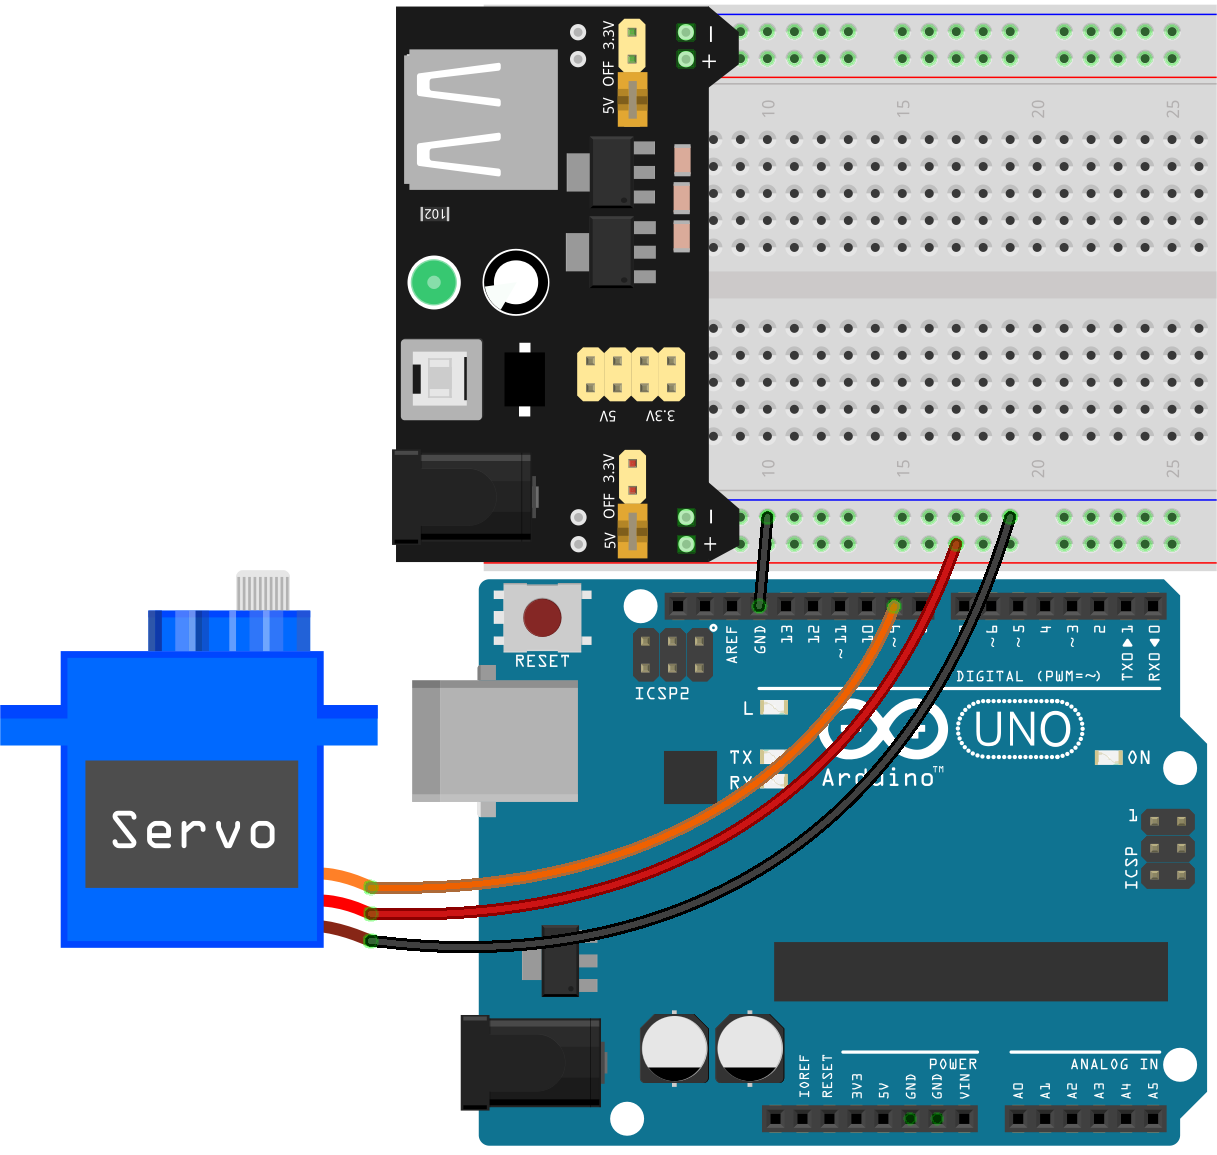 3.3V
OFF
5V
−
+
10
15
20
25
102
5V
3.3V
3.3V
OFF
5V
−
+
10
15
20
25
RESET
ICSP2
AREF
GND
13
12
~11
10
~9
~6
~5
4
~3
2
TX0▶1
RX0◀0
DIGITAL (PWM=~)
L
TX
RX
UNO
Arduino™
ON
1
ICSP
Servo
POWER
ANALOG IN
IOREF
RESET
3V3
5V
GND
GND
VIN
A0
A1
A2
A3
A4
A5